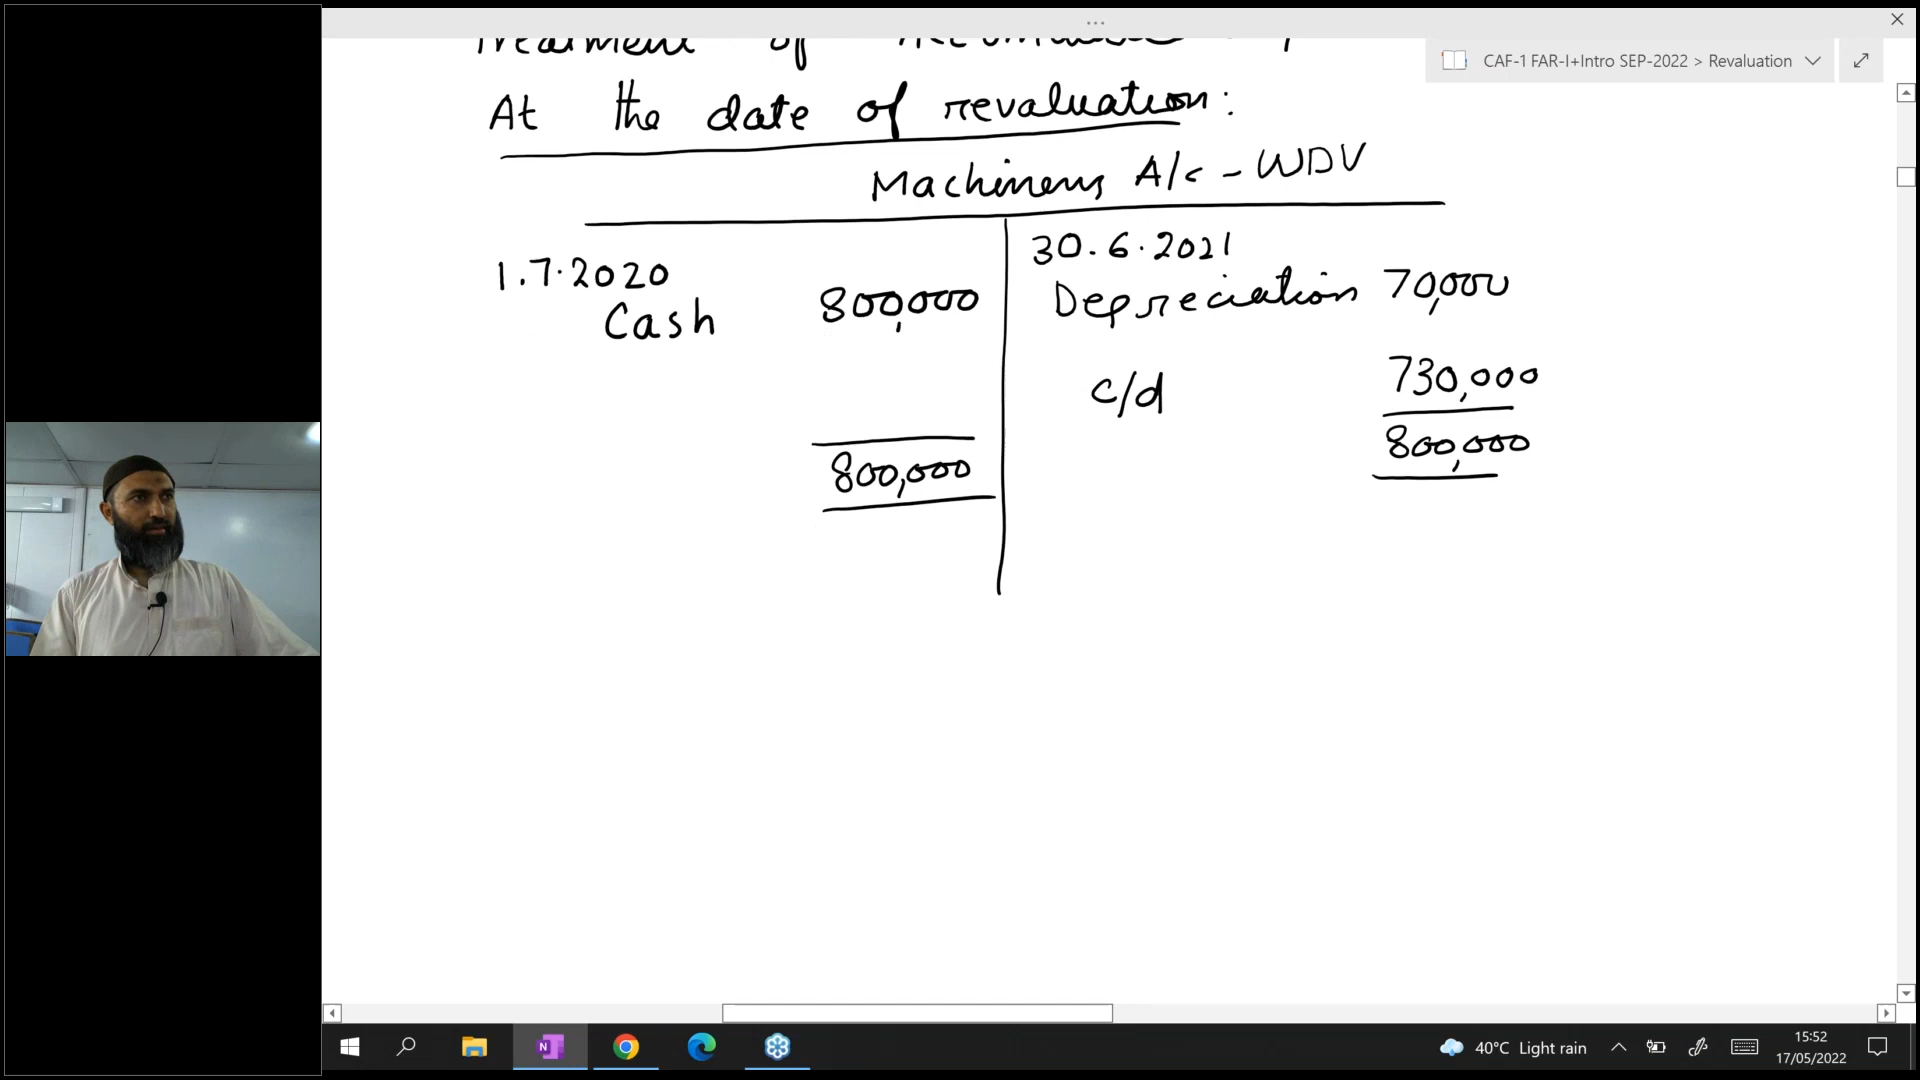 CAF-1 FAR-I+Intro SEP-2022 > Revaluation
Treatment of
At the date of revaluation:
Machinery A/c - WDV
1.7.2020
Cash 800,000
30.6.2021
Depreciation 70,000
c/d 730,000
800,000
800,000
40°C Light rain
15:52
17/05/2022